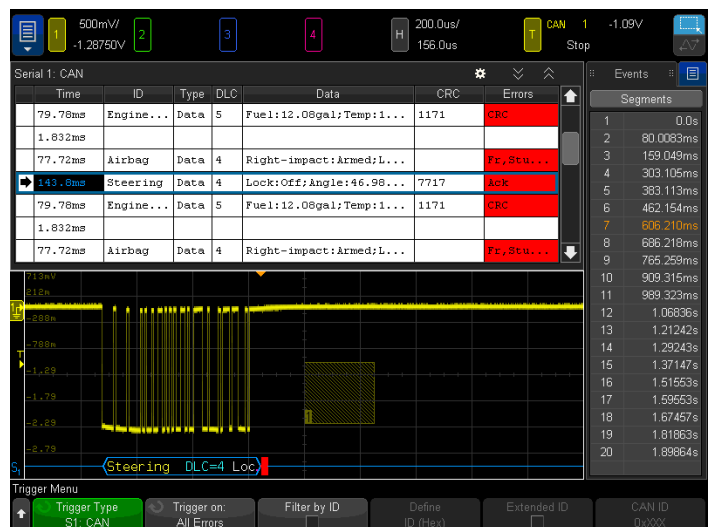 1 500mV/ 2 3 4 H 200.0us/ T CAN 1 -1.09V
-1.28750V 156.0us Stop
Serial 1: CAN
Time ID Type DLC Data CRC Errors
79.78ms Engine... Data 5 Fuel:12.08gal;Temp:1... 1171 CRC
1.832ms
77.72ms Airbag Data 4 Right-impact:Armed;L... Fr,Stu...
143.8ms Steering Data 4 Lock:Off;Angle:46.98... 7717 Ack
79.78ms Engine... Data 5 Fuel:12.08gal;Temp:1... 1171 CRC
1.832ms
77.72ms Airbag Data 4 Right-impact:Armed;L... Fr,Stu...
Events
Segments
1 0.0s
2 80.0083ms
3 159.049ms
4 303.105ms
5 383.113ms
6 462.154ms
7 606.210ms
8 686.218ms
9 765.259ms
10 909.315ms
11 989.323ms
12 1.06836s
13 1.21242s
14 1.29243s
15 1.37147s
16 1.51553s
17 1.59553s
18 1.67457s
19 1.81863s
20 1.89864s
713mV
212m
-288m
-788m
T
-1.29
-1.79
-2.29
-2.79
S1 Steering DLC=4 Loc
Trigger Menu
Trigger Type Trigger on: Filter by ID Define Extended ID CAN ID
S1: CAN All Errors ID (Hex) 0xXXX